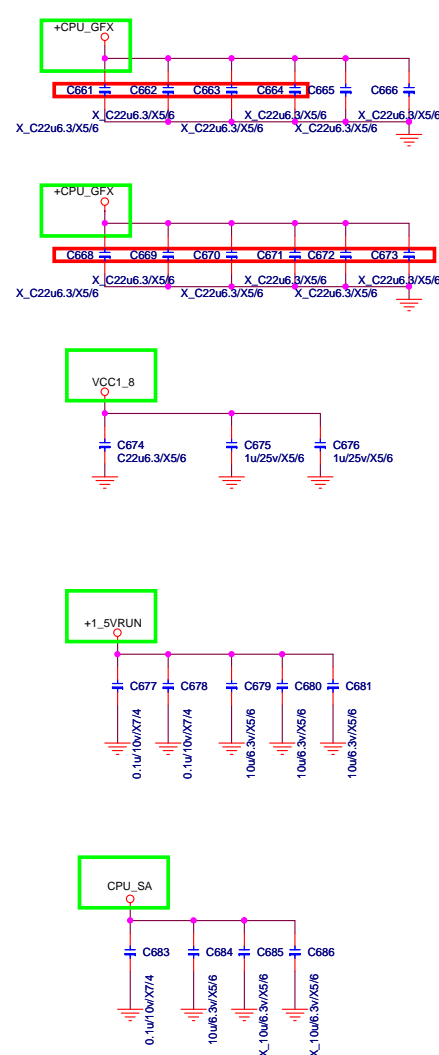 +CPU_GFX
C661 C662 C663 C664 C665 C666
X_C22u6.3/X5/6 X_C22u6.3/X5/6 X_C22u6.3/X5/6
X_C22u6.3/X5/6 X_C22u6.3/X5/6 X_C22u6.3/X5/6
+CPU_GFX
C668 C669 C670 C671 C672 C673
X_C22u6.3/X5/6 X_C22u6.3/X5/6 X_C22u6.3/X5/6
X_C22u6.3/X5/6 X_C22u6.3/X5/6 X_C22u6.3/X5/6
VCC1_8
C674 C675 C676
C22u6.3/X5/6 1u/25v/X5/6 1u/25v/X5/6
+1_5VRUN
C677 C678 C679 C680 C681
0.1u/10v/X7/4 0.1u/10v/X7/4 10u/6.3v/X5/6 10u/6.3v/X5/6 10u/6.3v/X5/6
CPU_SA
C683 C684 C685 C686
0.1u/10v/X7/4 10u/6.3v/X5/6 X_10u/6.3v/X5/6 X_10u/6.3v/X5/6